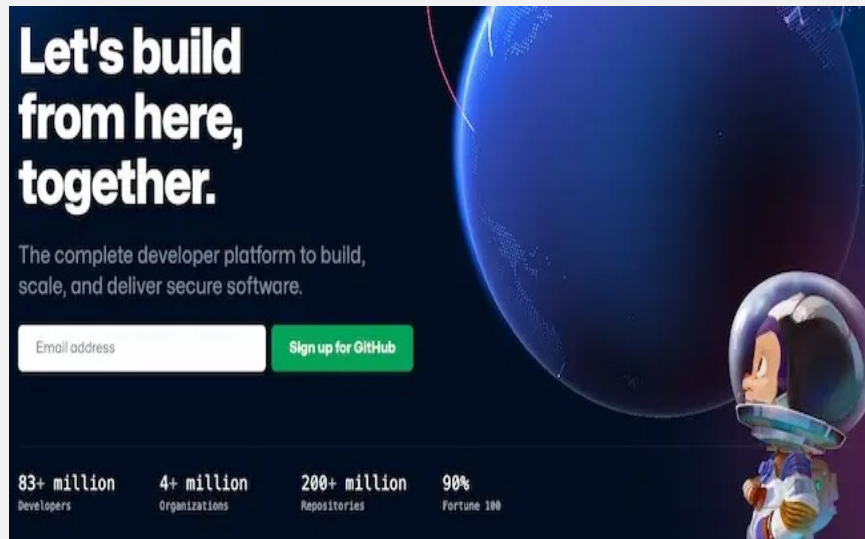 Let's build
from here,
together.
The complete developer platform to build,
scale, and deliver secure software.
Email address
Sign up for GitHub
83+ million
4+ million
200+ million
90%
Developers
Organizations
Repositories
Fortune 100